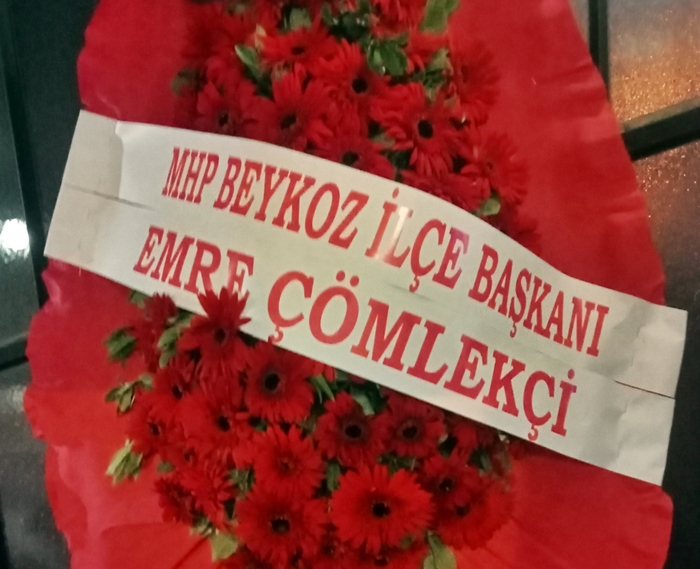 MHP BEYKOZ İLÇE BAŞKANI
EMRE ÇÖMLEKÇİ